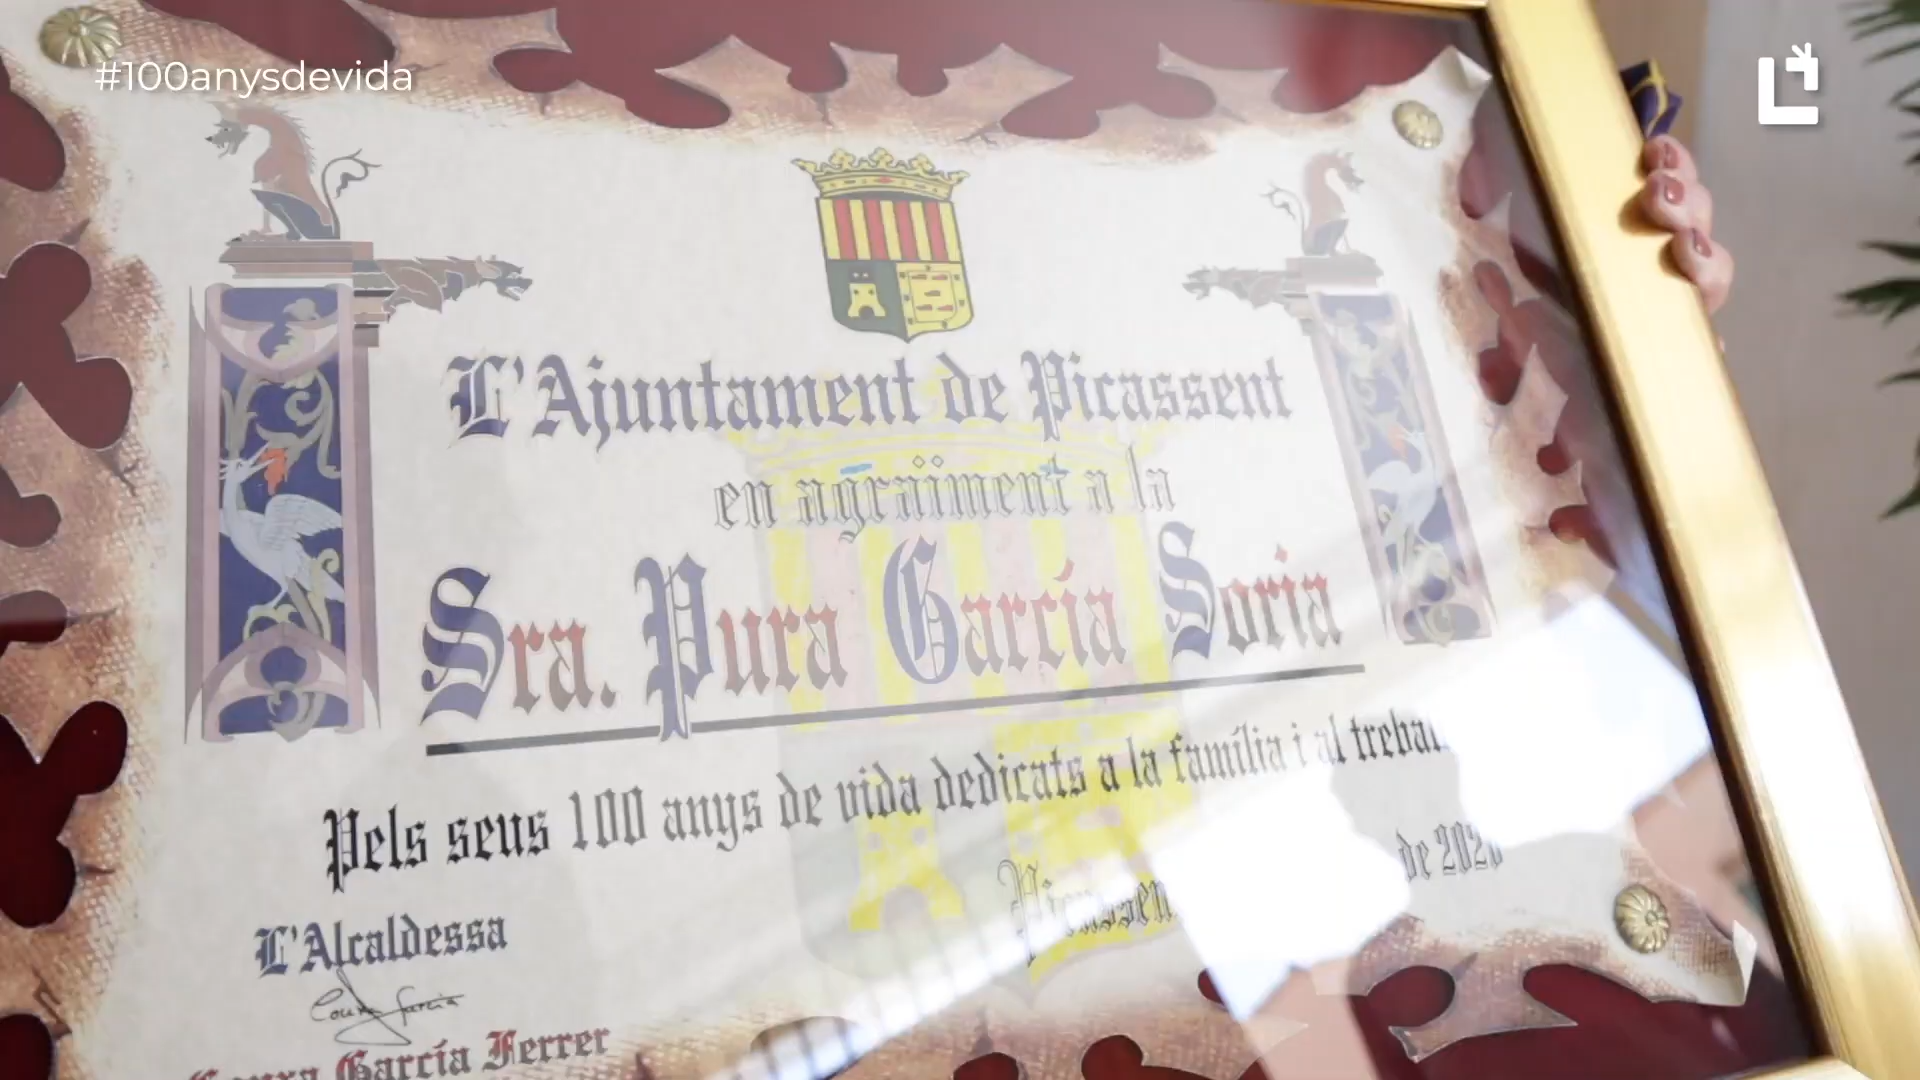 #100anysdevida
L'Ajuntament de Picassent
en agraïment a la
Sra. Pura García Soria
Pels seus 100 anys de vida dedicats a la família i al
de
L'Alcaldessa
García Ferrer